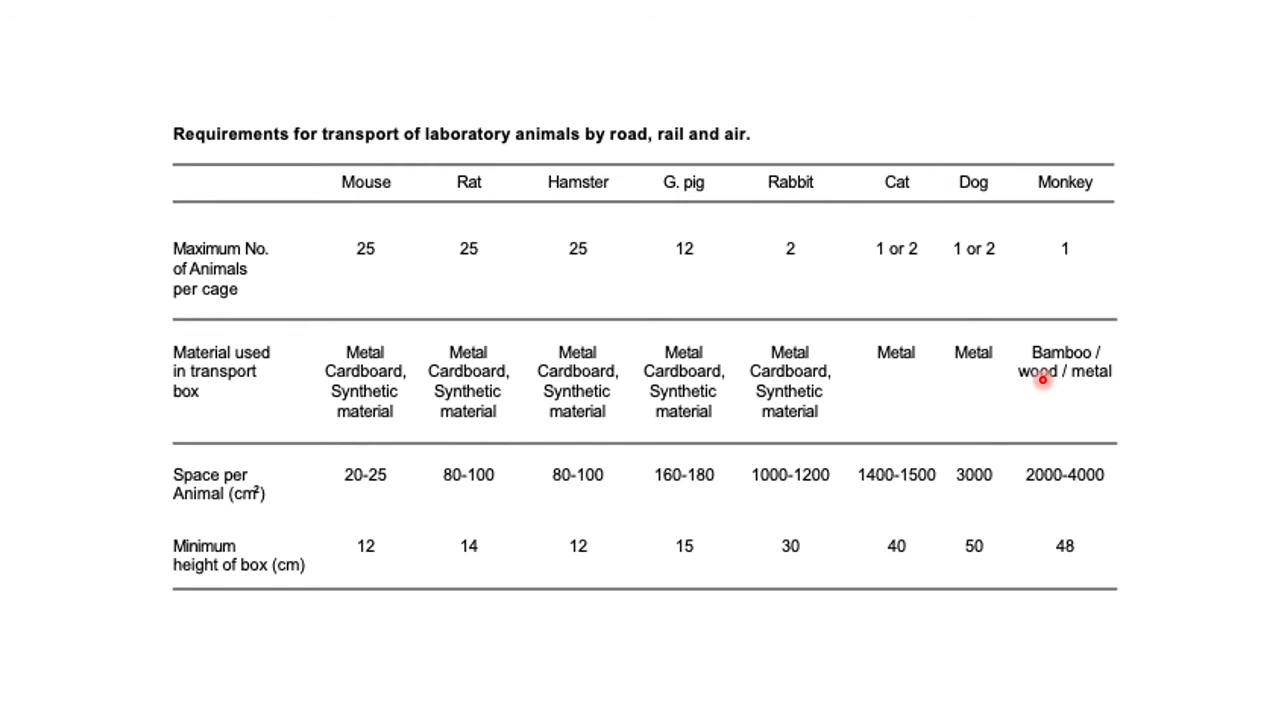 Requirements for transport of laboratory animals by road, rail and air.
Mouse Rat Hamster G. pig Rabbit Cat Dog Monkey
Maximum No. 25 25 25 12 2 1 or 2 1 or 2 1
of Animals
per cage
Material used Metal Metal Metal Metal Metal Metal Metal Bamboo /
in transport Cardboard, Cardboard, Cardboard, Cardboard, Cardboard, wood / metal
box Synthetic Synthetic Synthetic Synthetic Synthetic
material material material material material
Space per 20-25 80-100 80-100 160-180 1000-1200 1400-1500 3000 2000-4000
Animal (cm²)
Minimum 12 14 12 15 30 40 50 48
height of box (cm)